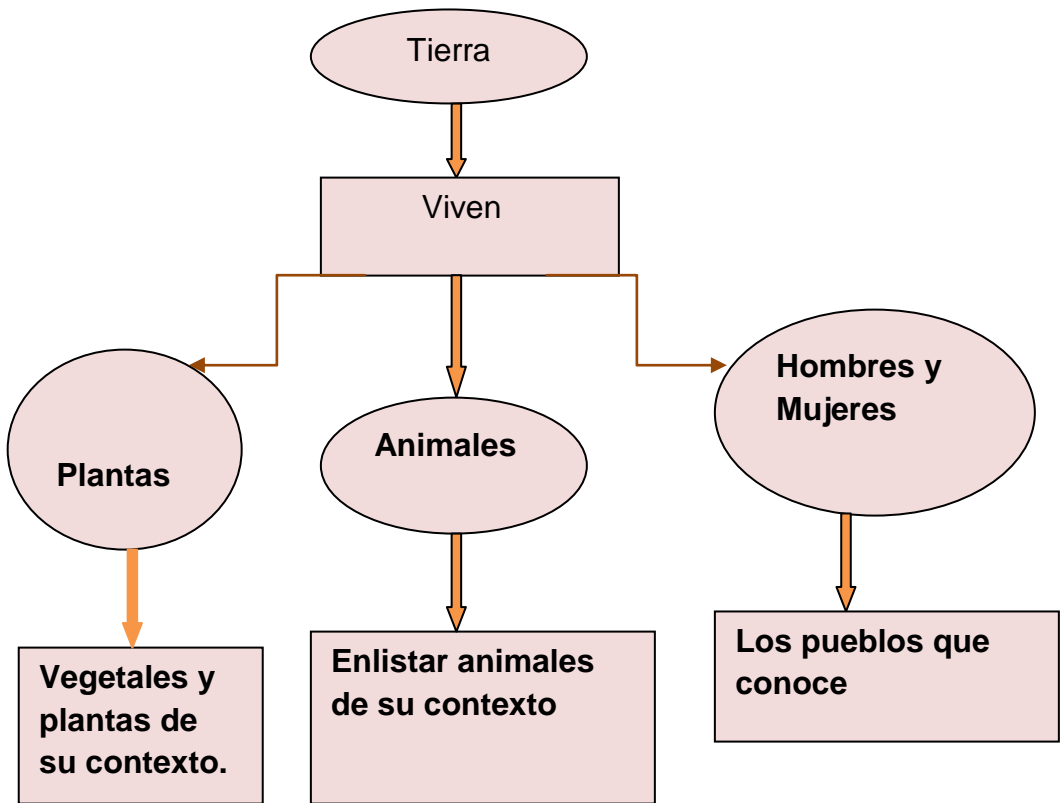 Tierra
Viven
Plantas
Animales
Hombres y
Mujeres
Vegetales y
plantas de
su contexto.
Enlistar animales
de su contexto
Los pueblos que
conoce